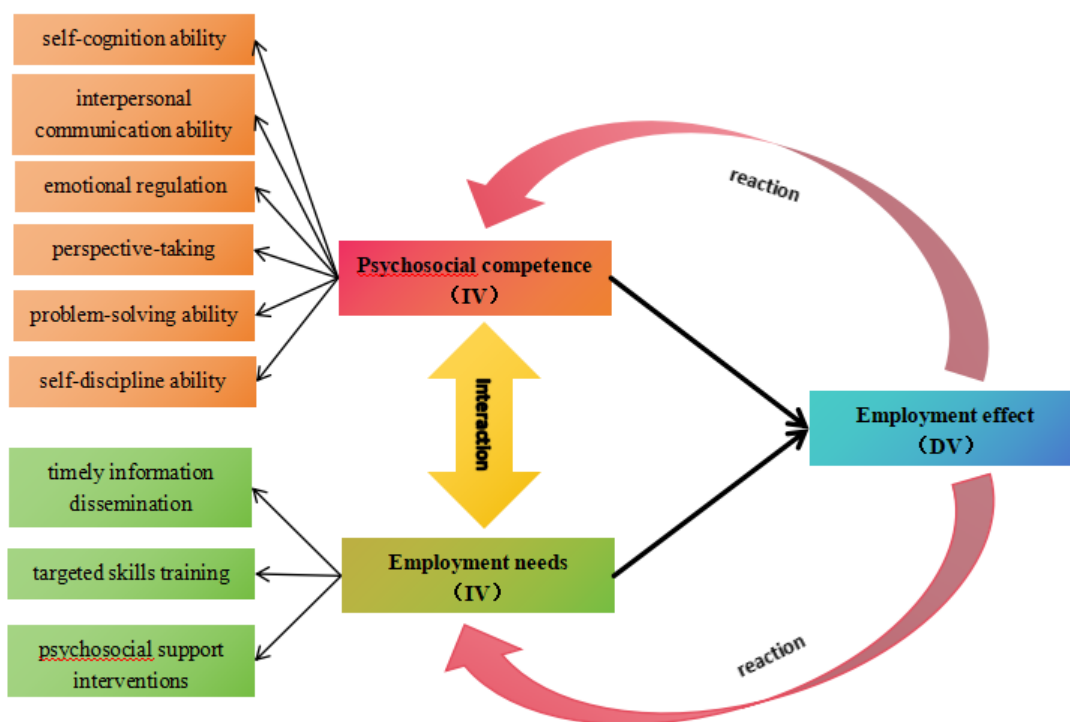 self-cognition ability
interpersonal
communication ability
emotional regulation
perspective-taking
problem-solving ability
self-discipline ability
timely information
dissemination
targeted skills training
psychosocial support
interventions
Psychosocial competence
（IV）
Interaction
Employment needs
（IV）
reaction
Employment effect
（DV）
reaction